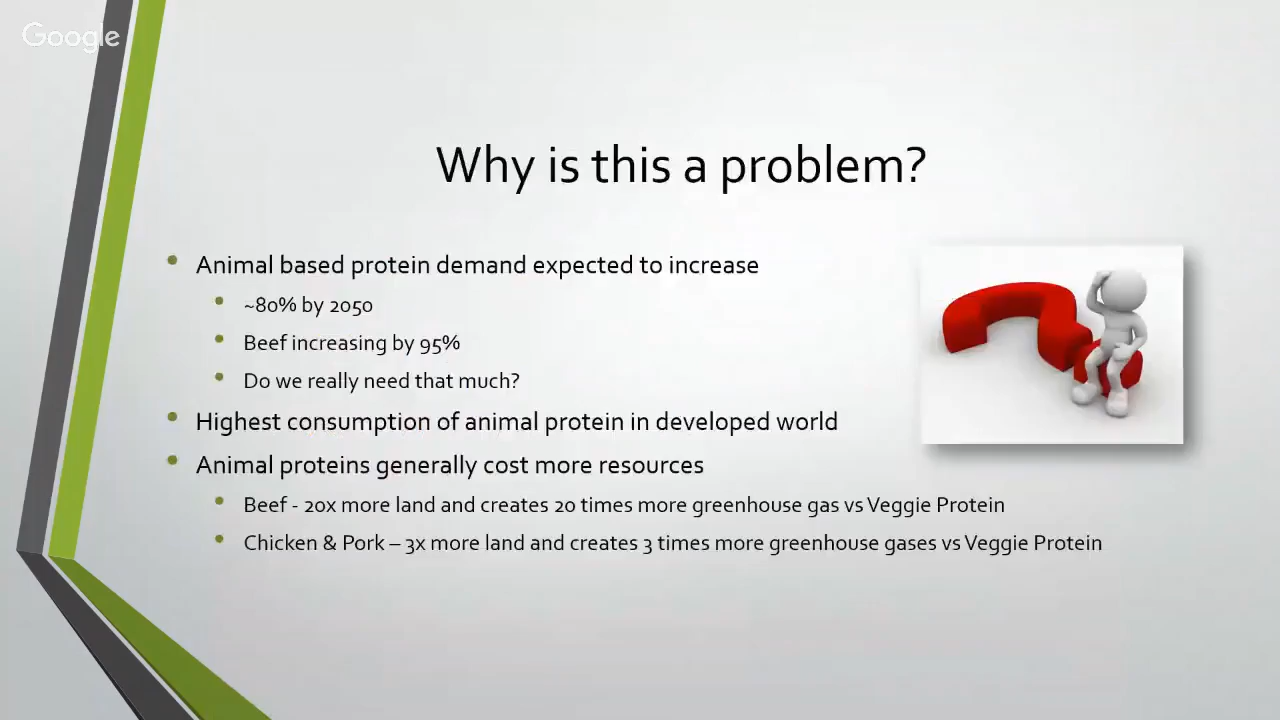 Google
Why is this a problem?
Animal based protein demand expected to increase
~80% by 2050
Beef increasing by 95%
Do we really need that much?
Highest consumption of animal protein in developed world
Animal proteins generally cost more resources
Beef - 20x more land and creates 20 times more greenhouse gas vs Veggie Protein
Chicken & Pork – 3x more land and creates 3 times more greenhouse gases vs Veggie Protein